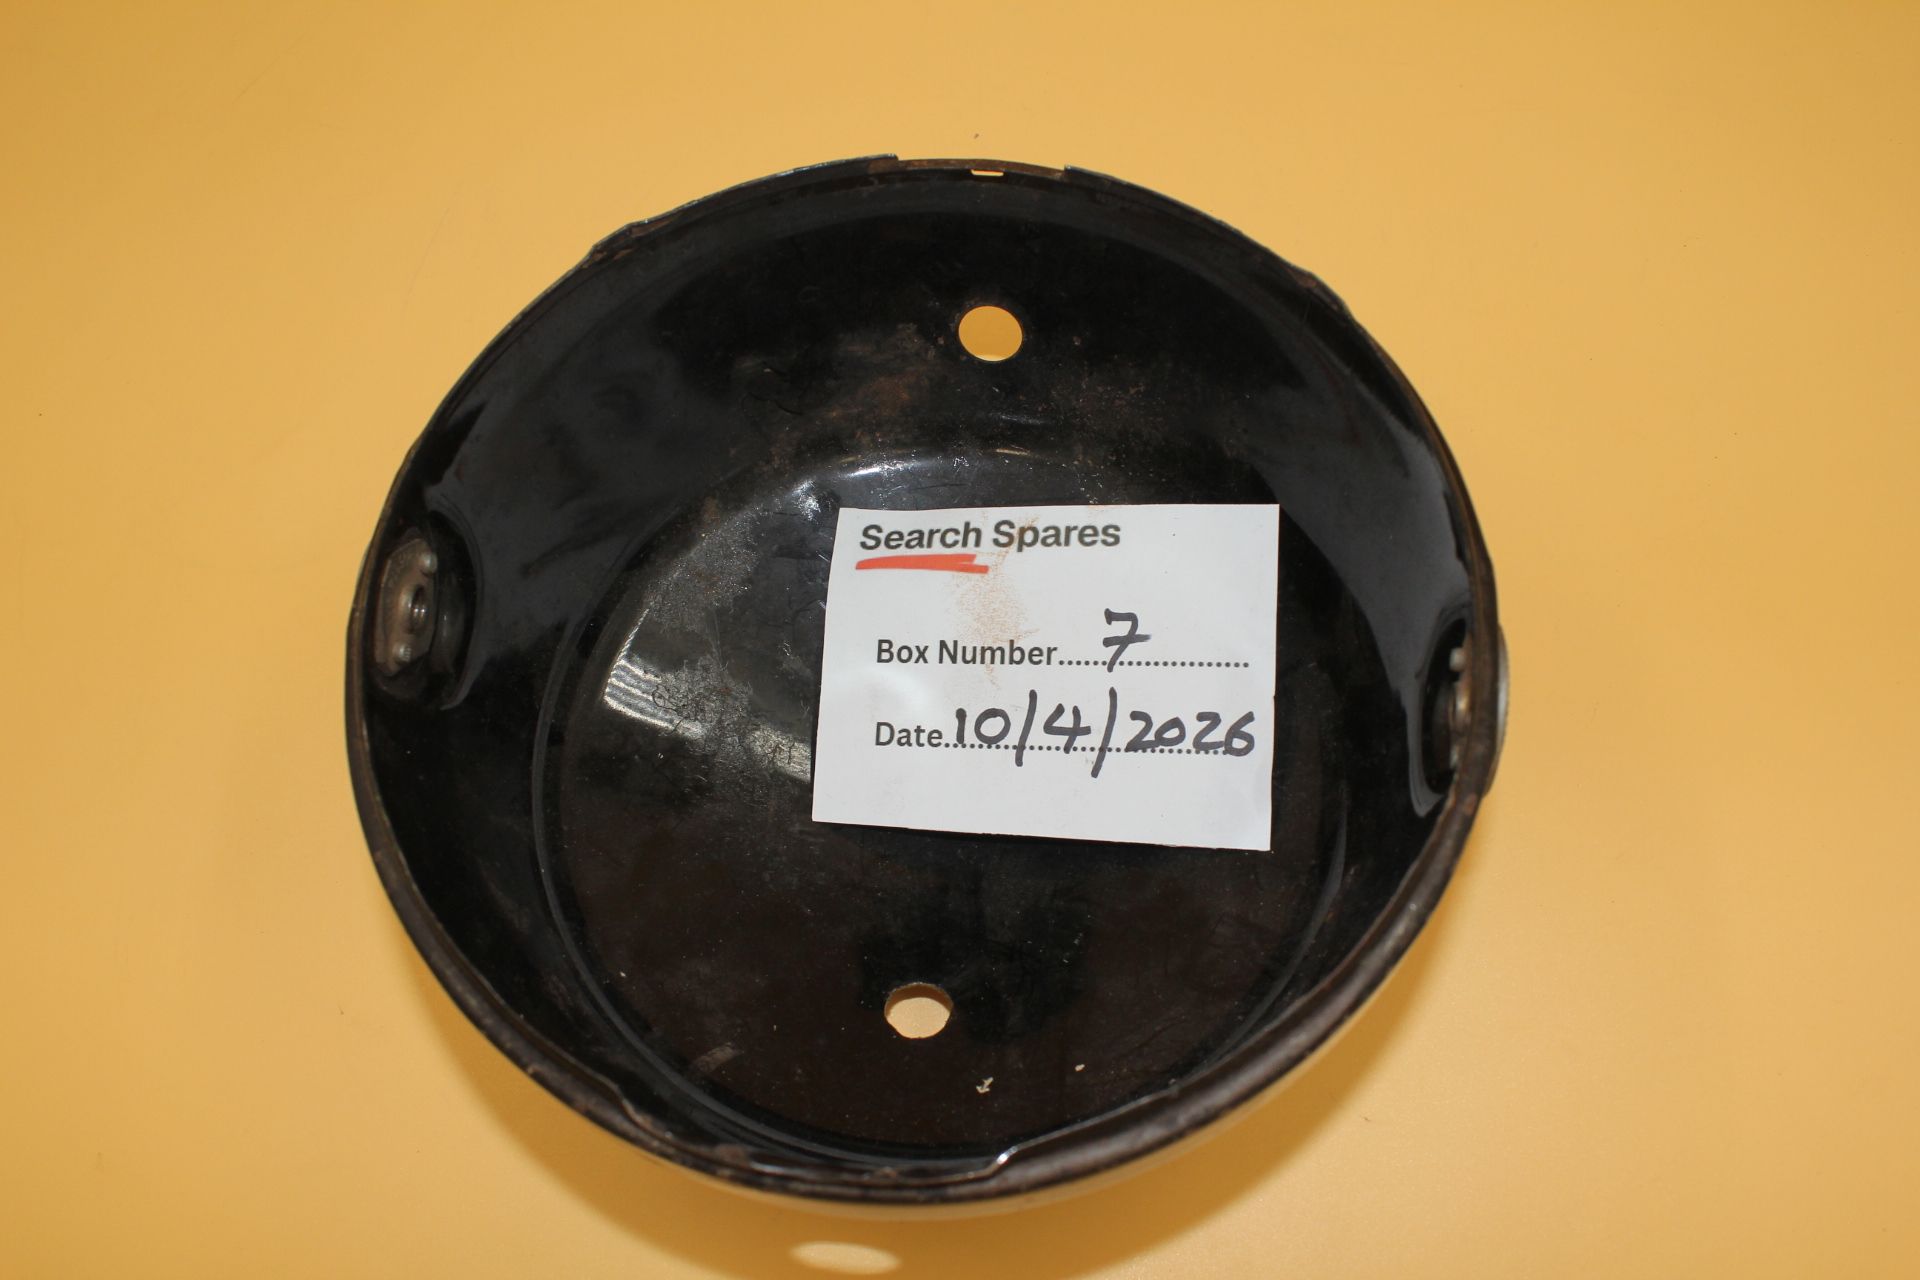 Search Spares
Box Number......7......................
Date..10/4/2026